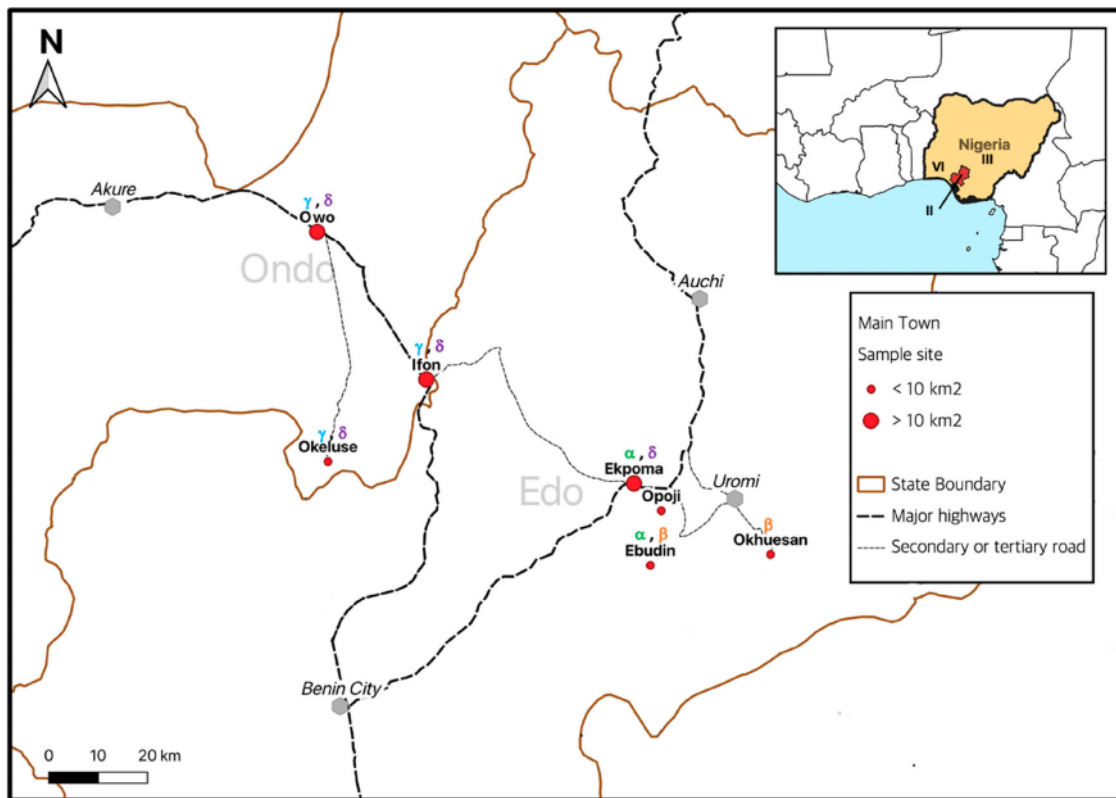 N
Nigeria
VI
III
II
Akure
γ, δ
Owo
Ondo
Auchi
γ, δ
Ifon
Main Town
Sample site
< 10 km2
> 10 km2
State Boundary
Major highways
Secondary or tertiary road
γ δ
Okeluse
α, δ
Ekpoma
Edo
Opoji
Uromi
α, β
Ebudin
β
Okhuesan
Benin City
0 10 20 km